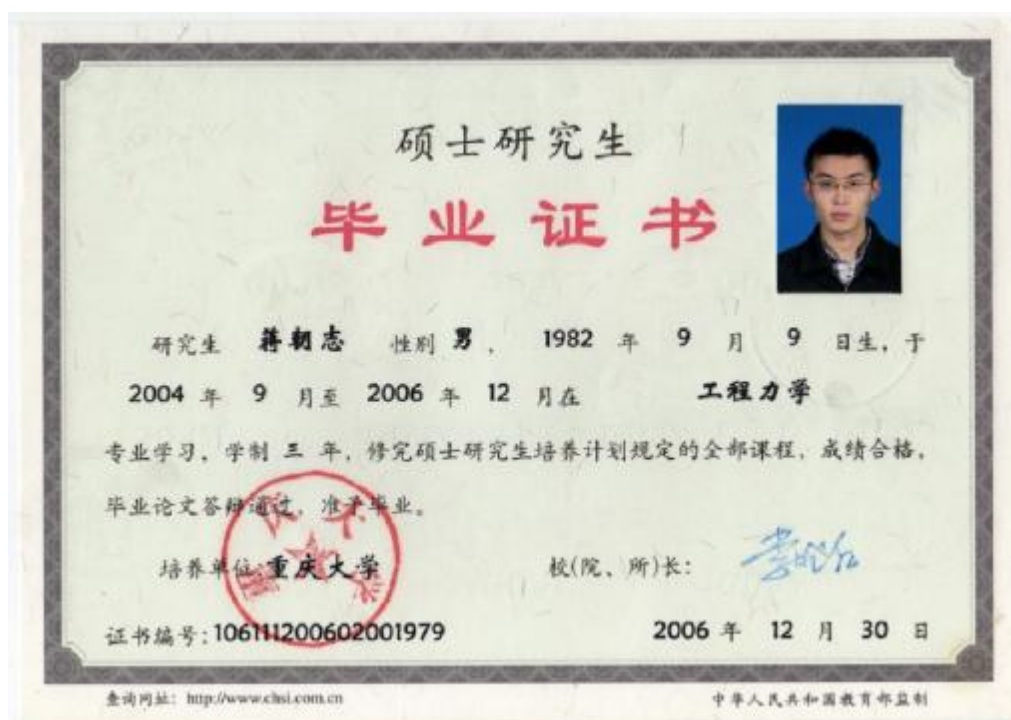 硕士研究生
毕业证书
研究生 蒋朝志 性别 男 , 1982 年 9 月 9 日生, 于
2004 年 9 月至 2006 年 12 月在 工程力学
专业学习, 学制 三 年, 修完硕士研究生培养计划规定的全部课程, 成绩合格,
毕业论文答辩通过, 准予毕业。
培养单位 重庆大学 校(院、所)长:
证书编号: 106111200602001979 2006 年 12 月 30 日
查询网址: http://www.chsi.com.cn 中华人民共和国教育部监制